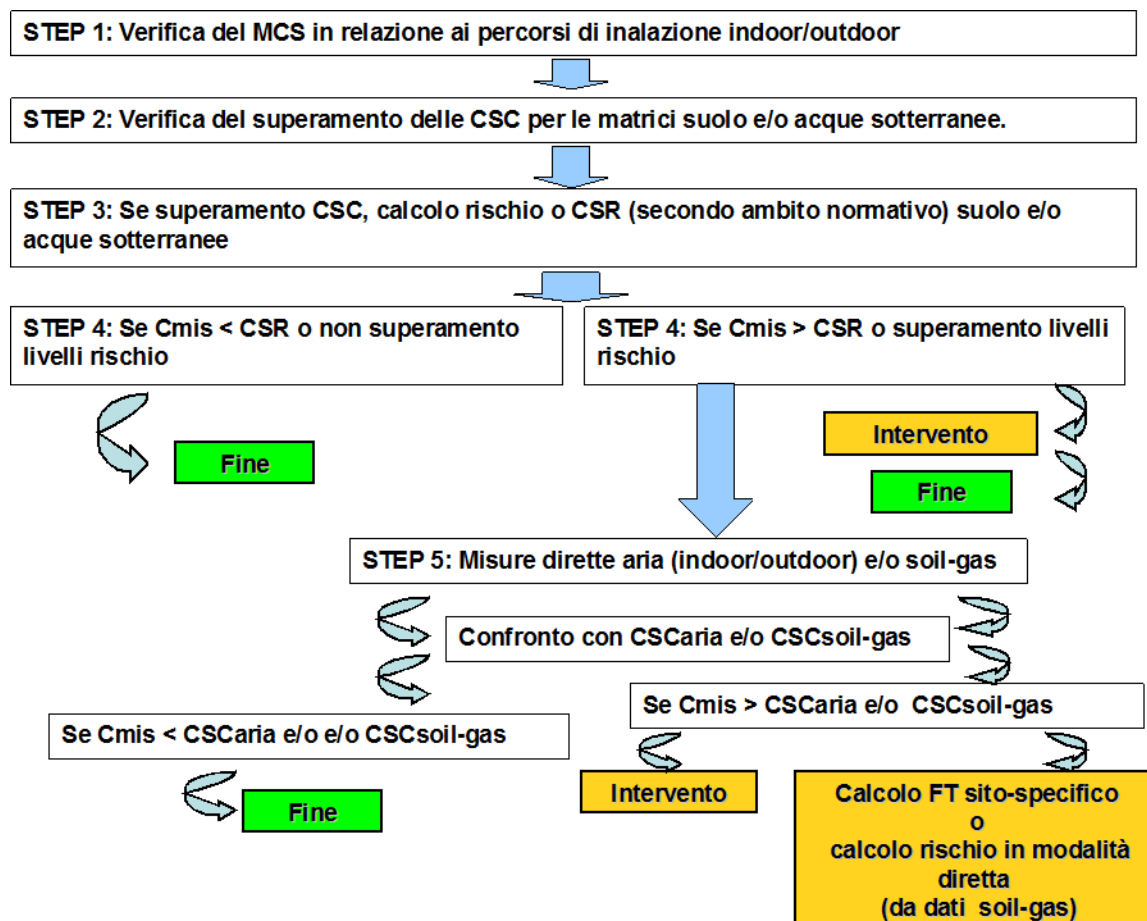 STEP 1: Verifica del MCS in relazione ai percorsi di inalazione indoor/outdoor
STEP 2: Verifica del superamento delle CSC per le matrici suolo e/o acque sotterranee.
STEP 3: Se superamento CSC, calcolo rischio o CSR (secondo ambito normativo) suolo e/o
acque sotterranee
STEP 4: Se Cmis < CSR o non superamento
livelli rischio
STEP 4: Se Cmis > CSR o superamento livelli
rischio
Intervento
Fine
Fine
STEP 5: Misure dirette aria (indoor/outdoor) e/o soil-gas
Confronto con CSCaria e/o CSCsoil-gas
Se Cmis > CSCaria e/o CSCsoil-gas
Se Cmis < CSCaria e/o e/o CSCsoil-gas
Fine
Intervento
Calcolo FT sito-specifico
o
calcolo rischio in modalità
diretta
(da dati soil-gas)